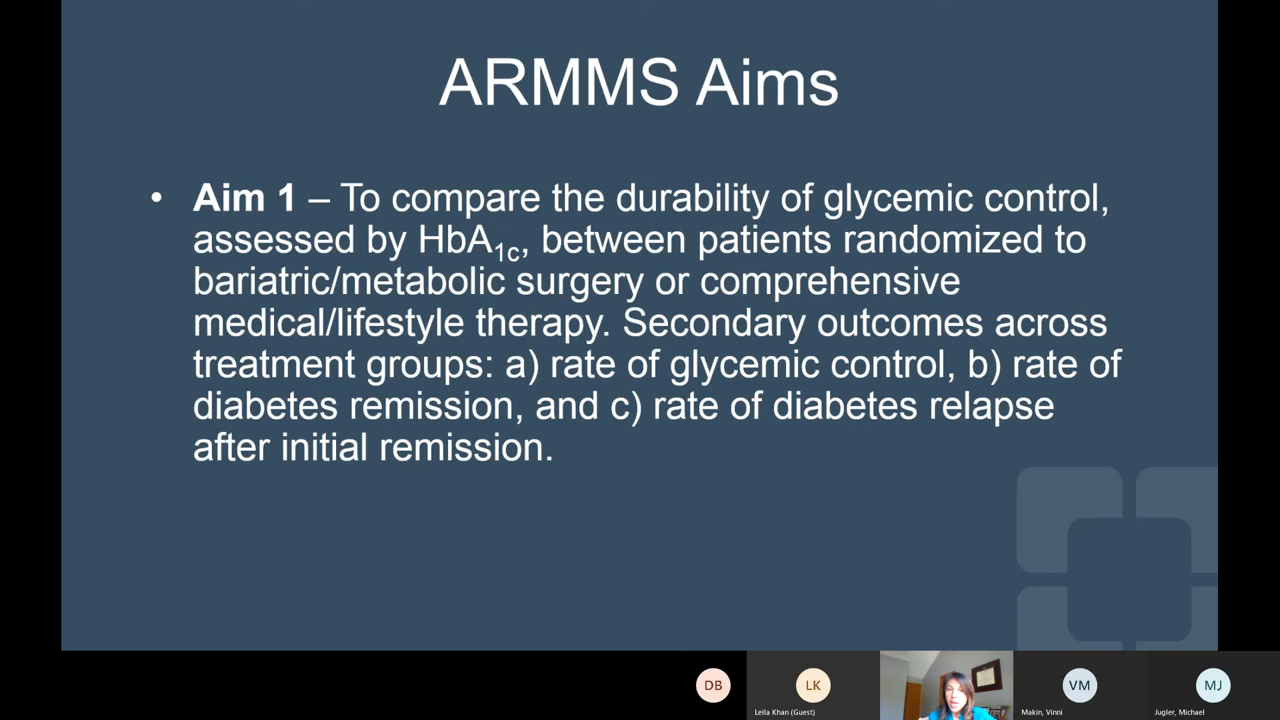 ARMMS Aims
• Aim 1 – To compare the durability of glycemic control,
assessed by HbA1c, between patients randomized to
bariatric/metabolic surgery or comprehensive
medical/lifestyle therapy. Secondary outcomes across
treatment groups: a) rate of glycemic control, b) rate of
diabetes remission, and c) rate of diabetes relapse
after initial remission.
DB
LK
VM
MJ
Leila Khan (Guest)
Makin, Vinni
Jugler, Michael